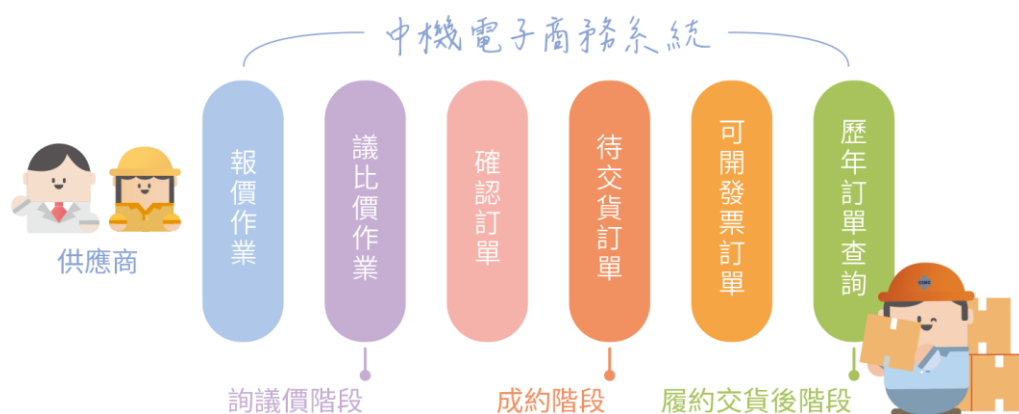 中機電子商務系統
供應商
報價作業
議比價作業
確認訂單
待交貨訂單
可開發票訂單
歷年訂單查詢
詢議價階段
成約階段
履約交貨後階段